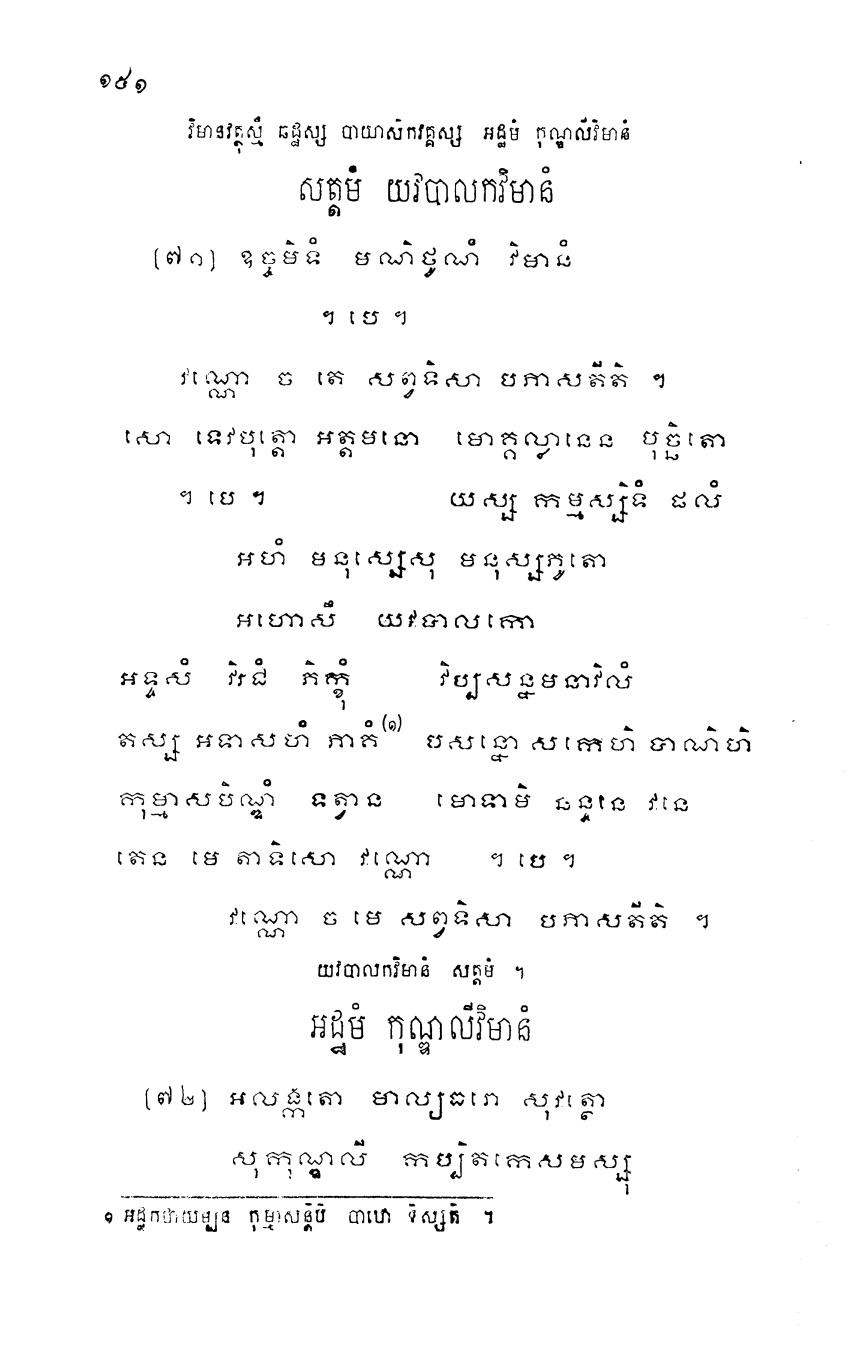 ១៥១
វិមានវត្ថុស្មឹ ឆដ្ឋស្ស បាយាសិកវគ្គស្ស អដ្ឋមំ កុណ្ឌលីវិមានំ
សត្តមំ យវបាលកវិមានំ
(៧១) ឧច្ចមិទំ មណិថូណំ វិមានំ
។ បេ ។
វណ្ណោ ច តេ សព្វទិសា បភាសតីតិ ។
សោ ទេវបុត្តោ អត្តមនោ មោគ្គល្លានេន បុច្ឆិតោ
។ បេ ។ យស្ស កម្មស្សិទំ ផលំ
អហំ មនុស្សេសុ មនុស្សភូតោ
អហោសឹ យវបាលកោ
អទ្ទសំ វិរជំ ភិក្ខុំ វិប្បសន្នមនាវិលំ
តស្ស អទាសហំ ភាគំ(១) បសន្នោ សកេហិ បាណិហិ
កុម្មាសបិណ្ឌំ ទត្វាន មោទាមិ នន្ទនេ វនេ
តេន មេ តាទិសោ វណ្ណោ ។ បេ ។
វណ្ណោ ច មេ សព្វទិសា បភាសតីតិ ។
យវបាលកវិមានំ សត្តមំ ។
អដ្ឋមំ កុណ្ឌលីវិមានំ
(៧២) អលង្កតោ មាល្យធរោ សុវត្ថោ
សុកុណ្ឌលី កប្បិតកេសមស្សុ
១ អដ្ឋកថាយម្បន កុម្មាសន្តិបិ បាឋោ ទិស្សតិ ។